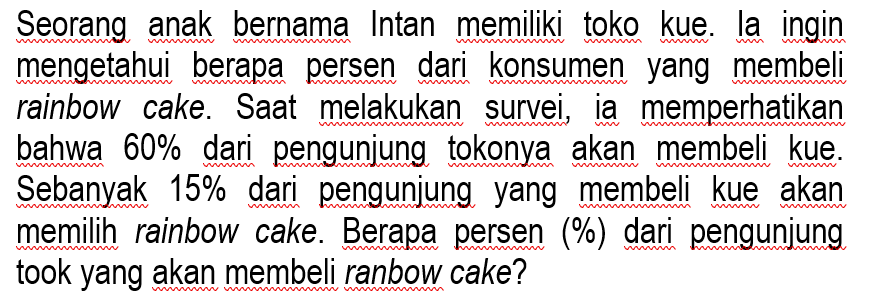 Seorang anak bernama Intan memiliki toko kue. Ia ingin
mengetahui berapa persen dari konsumen yang membeli
rainbow cake. Saat melakukan survei, ia memperhatikan
bahwa 60% dari pengunjung tokonya akan membeli kue.
Sebanyak 15% dari pengunjung yang membeli kue akan
memilih rainbow cake. Berapa persen (%) dari pengunjung
took yang akan membeli ranbow cake?